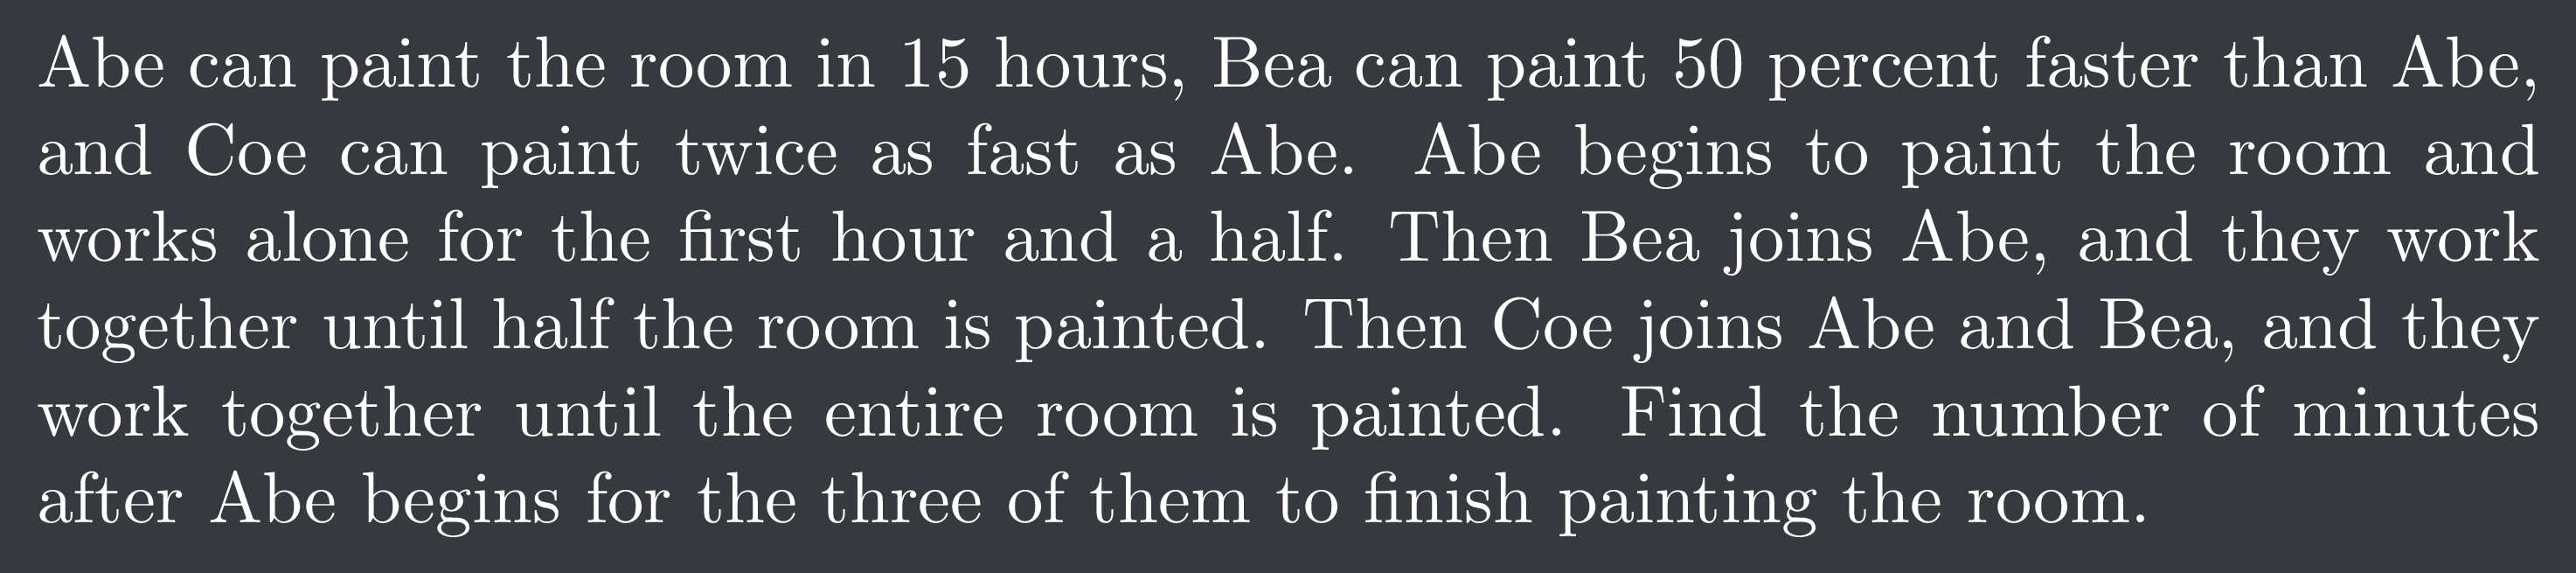 Abe can paint the room in 15 hours, Bea can paint 50 percent faster than Abe,
and Coe can paint twice as fast as Abe. Abe begins to paint the room and
works alone for the first hour and a half. Then Bea joins Abe, and they work
together until half the room is painted. Then Coe joins Abe and Bea, and they
work together until the entire room is painted. Find the number of minutes
after Abe begins for the three of them to finish painting the room.